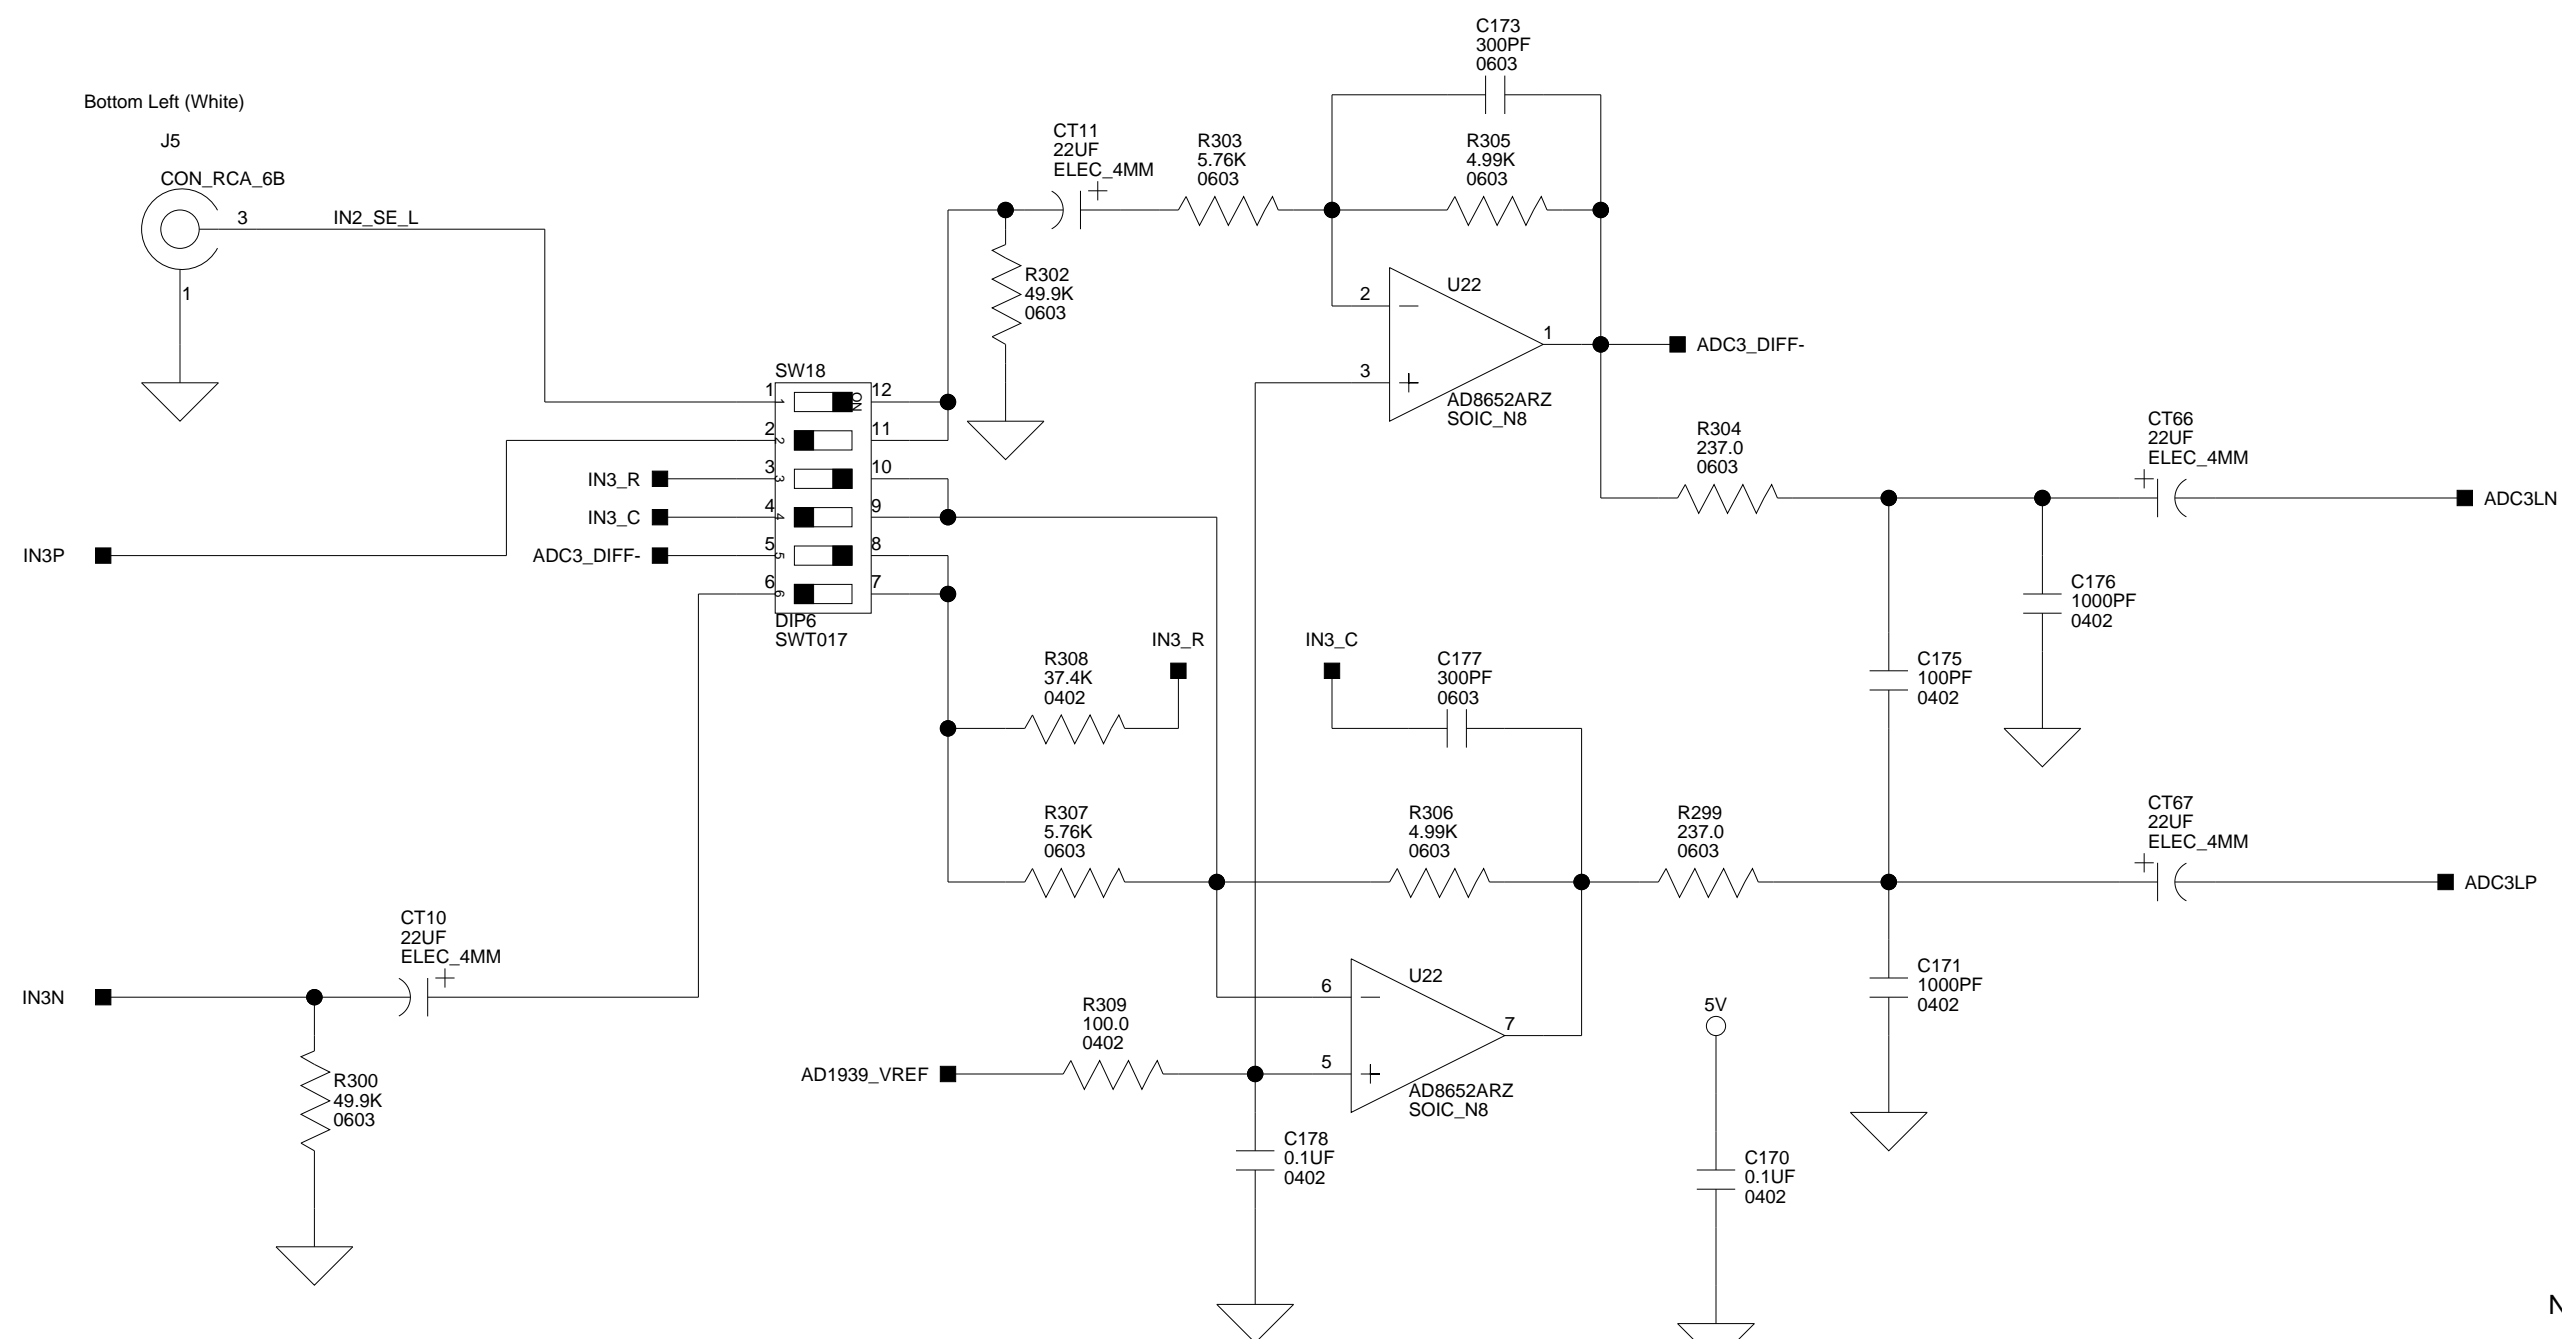 C173
300PF
0603
Bottom Left (White)
J5
CON_RCA_6B
3
IN2_SE_L
1
CT11
22UF
ELEC_4MM
+
R303
5.76K
0603
R305
4.99K
0603
R302
49.9K
0603
U22
2
3
1
ADC3_DIFF-
AD8652ARZ
SOIC_N8
SW18
1 1 ON 12
2 2 11
IN3_R 3 3 10
IN3_C 4 4 9
ADC3_DIFF- 5 5 8
6 6 7
DIP6
SWT017
IN3P
R304
237.0
0603
CT66
22UF
ELEC_4MM
+
ADC3LN
C176
1000PF
0402
C175
100PF
0402
R308
37.4K
0402
IN3_R
IN3_C
C177
300PF
0603
R307
5.76K
0603
R306
4.99K
0603
R299
237.0
0603
CT67
22UF
ELEC_4MM
+
ADC3LP
CT10
22UF
ELEC_4MM
+
IN3N
R300
49.9K
0603
AD1939_VREF
R309
100.0
0402
6
5
U22
7
AD8652ARZ
SOIC_N8
C178
0.1UF
0402
5V
C170
0.1UF
0402
C171
1000PF
0402